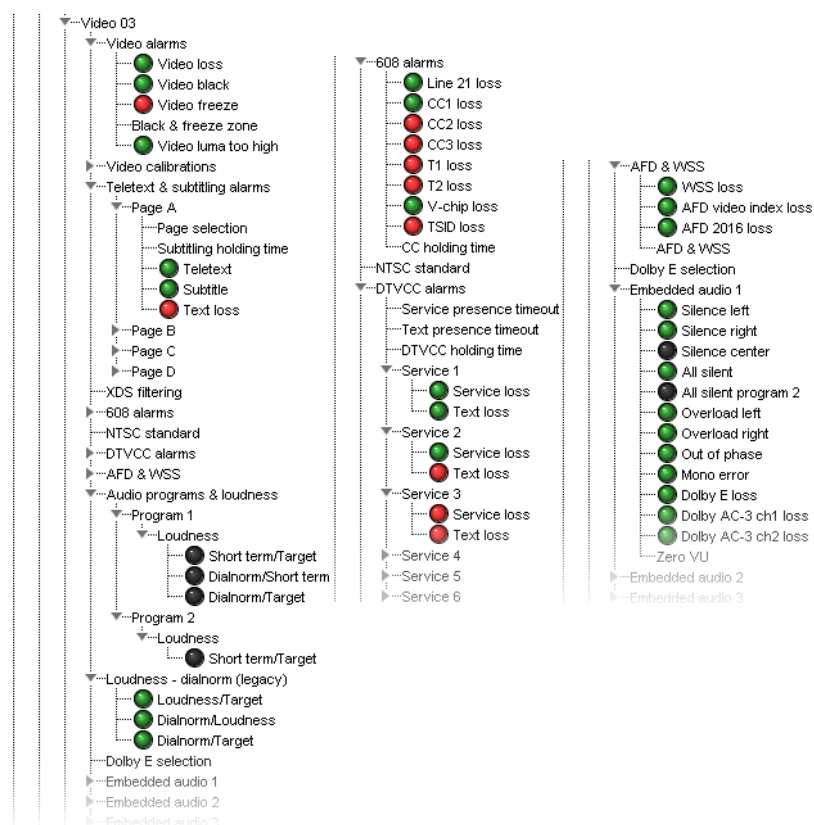 Video 03
Video alarms
Video loss
Video black
Video freeze
Black & freeze zone
Video luma too high
Video calibrations
Teletext & subtitling alarms
Page A
Page selection
Subtitling holding time
Teletext
Subtitle
Text loss
Page B
Page C
Page D
XDS filtering
608 alarms
NTSC standard
DTVCC alarms
AFD & WSS
Audio programs & loudness
Program 1
Loudness
Short term/Target
Dialnorm/Short term
Dialnorm/Target
Program 2
Loudness
Short term/Target
Loudness - dialnorm (legacy)
Loudness/Target
Dialnorm/Loudness
Dialnorm/Target
Dolby E selection
Embedded audio 1
Embedded audio 2
Embedded audio 3
608 alarms
Line 21 loss
CC1 loss
CC2 loss
CC3 loss
T1 loss
T2 loss
V-chip loss
TSID loss
CC holding time
NTSC standard
DTVCC alarms
Service presence timeout
Text presence timeout
DTVCC holding time
Service 1
Service loss
Text loss
Service 2
Service loss
Text loss
Service 3
Service loss
Text loss
Service 4
Service 5
Service 6
AFD & WSS
WSS loss
AFD video index loss
AFD 2016 loss
AFD & WSS
Dolby E selection
Embedded audio 1
Silence left
Silence right
Silence center
All silent
All silent program 2
Overload left
Overload right
Out of phase
Mono error
Dolby E loss
Dolby AC-3 ch1 loss
Dolby AC-3 ch2 loss
Zero VU
Embedded audio 2
Embedded audio 3